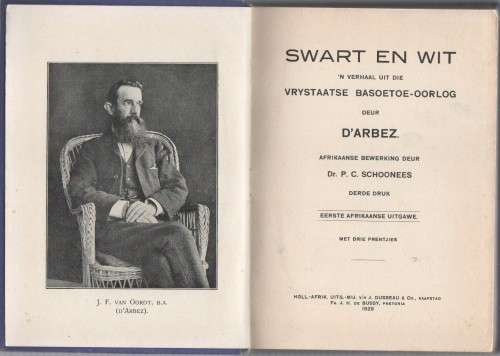 J. F. VAN OORDT, B.A.
(D'ARBEZ).
SWART EN WIT
'N VERHAAL UIT DIE
VRYSTAATSE BASOETOE-OORLOG
DEUR
D'ARBEZ.
AFRIKAANSE BEWERKING DEUR
Dr. P. C. SCHOONEES
DERDE DRUK
EERSTE AFRIKAANSE UITGAWE.
MET DRIE PRENTJIES
HOLL.-AFRIK. UITG.-MIJ. v/h J. DUSSEAU & Co., KAAPSTAD
Fa. J. H. DE BUSSY, PRETORIA
1929